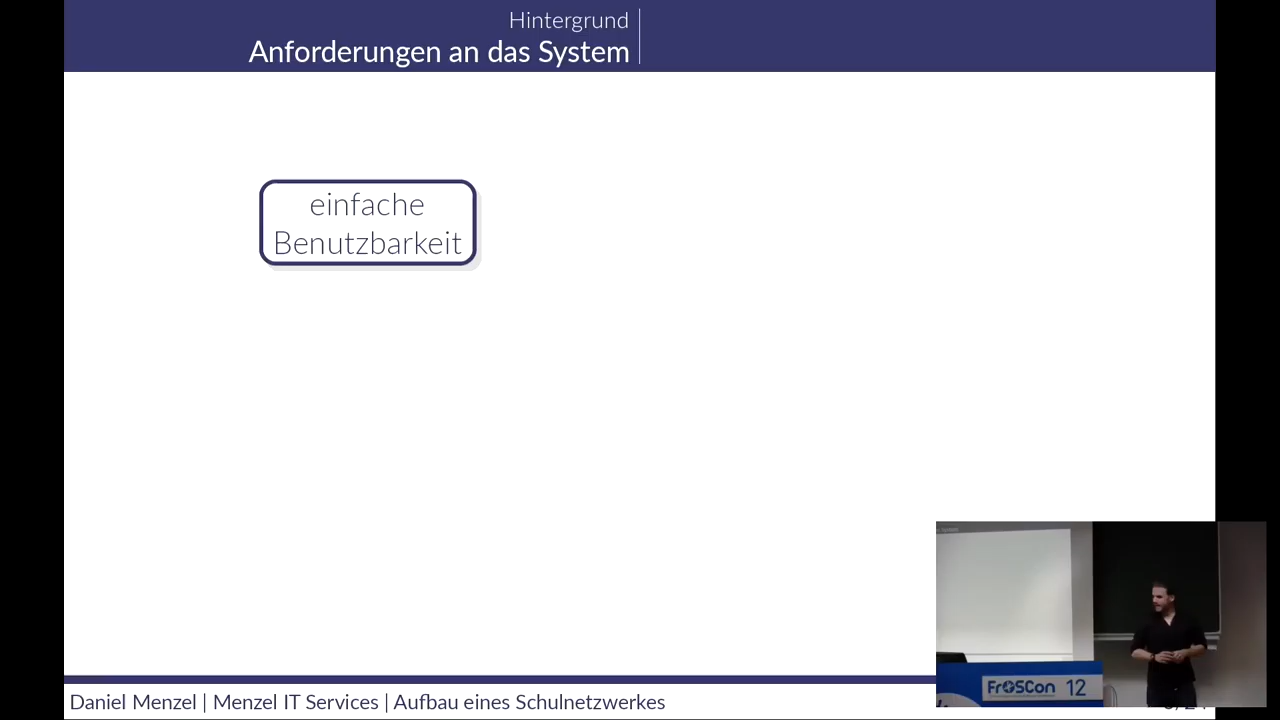 Hintergrund
Anforderungen an das System
einfache
Benutzbarkeit
Daniel Menzel | Menzel IT Services | Aufbau eines Schulnetzwerkes
FrOSCon 12